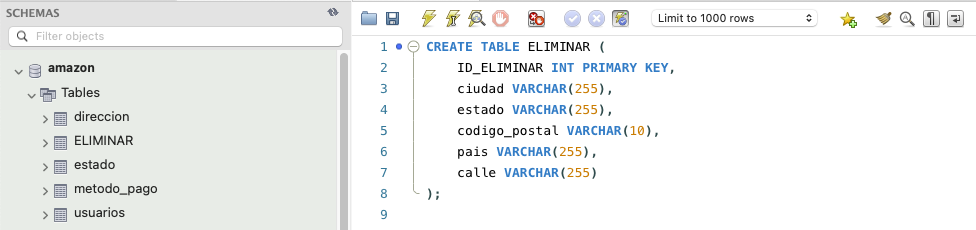 SCHEMAS
Filter objects
amazon
Tables
direccion
ELIMINAR
estado
metodo_pago
usuarios
Limit to 1000 rows
1 CREATE TABLE ELIMINAR (
2 ID_ELIMINAR INT PRIMARY KEY,
3 ciudad VARCHAR(255),
4 estado VARCHAR(255),
5 codigo_postal VARCHAR(10),
6 pais VARCHAR(255),
7 calle VARCHAR(255)
8 );
9